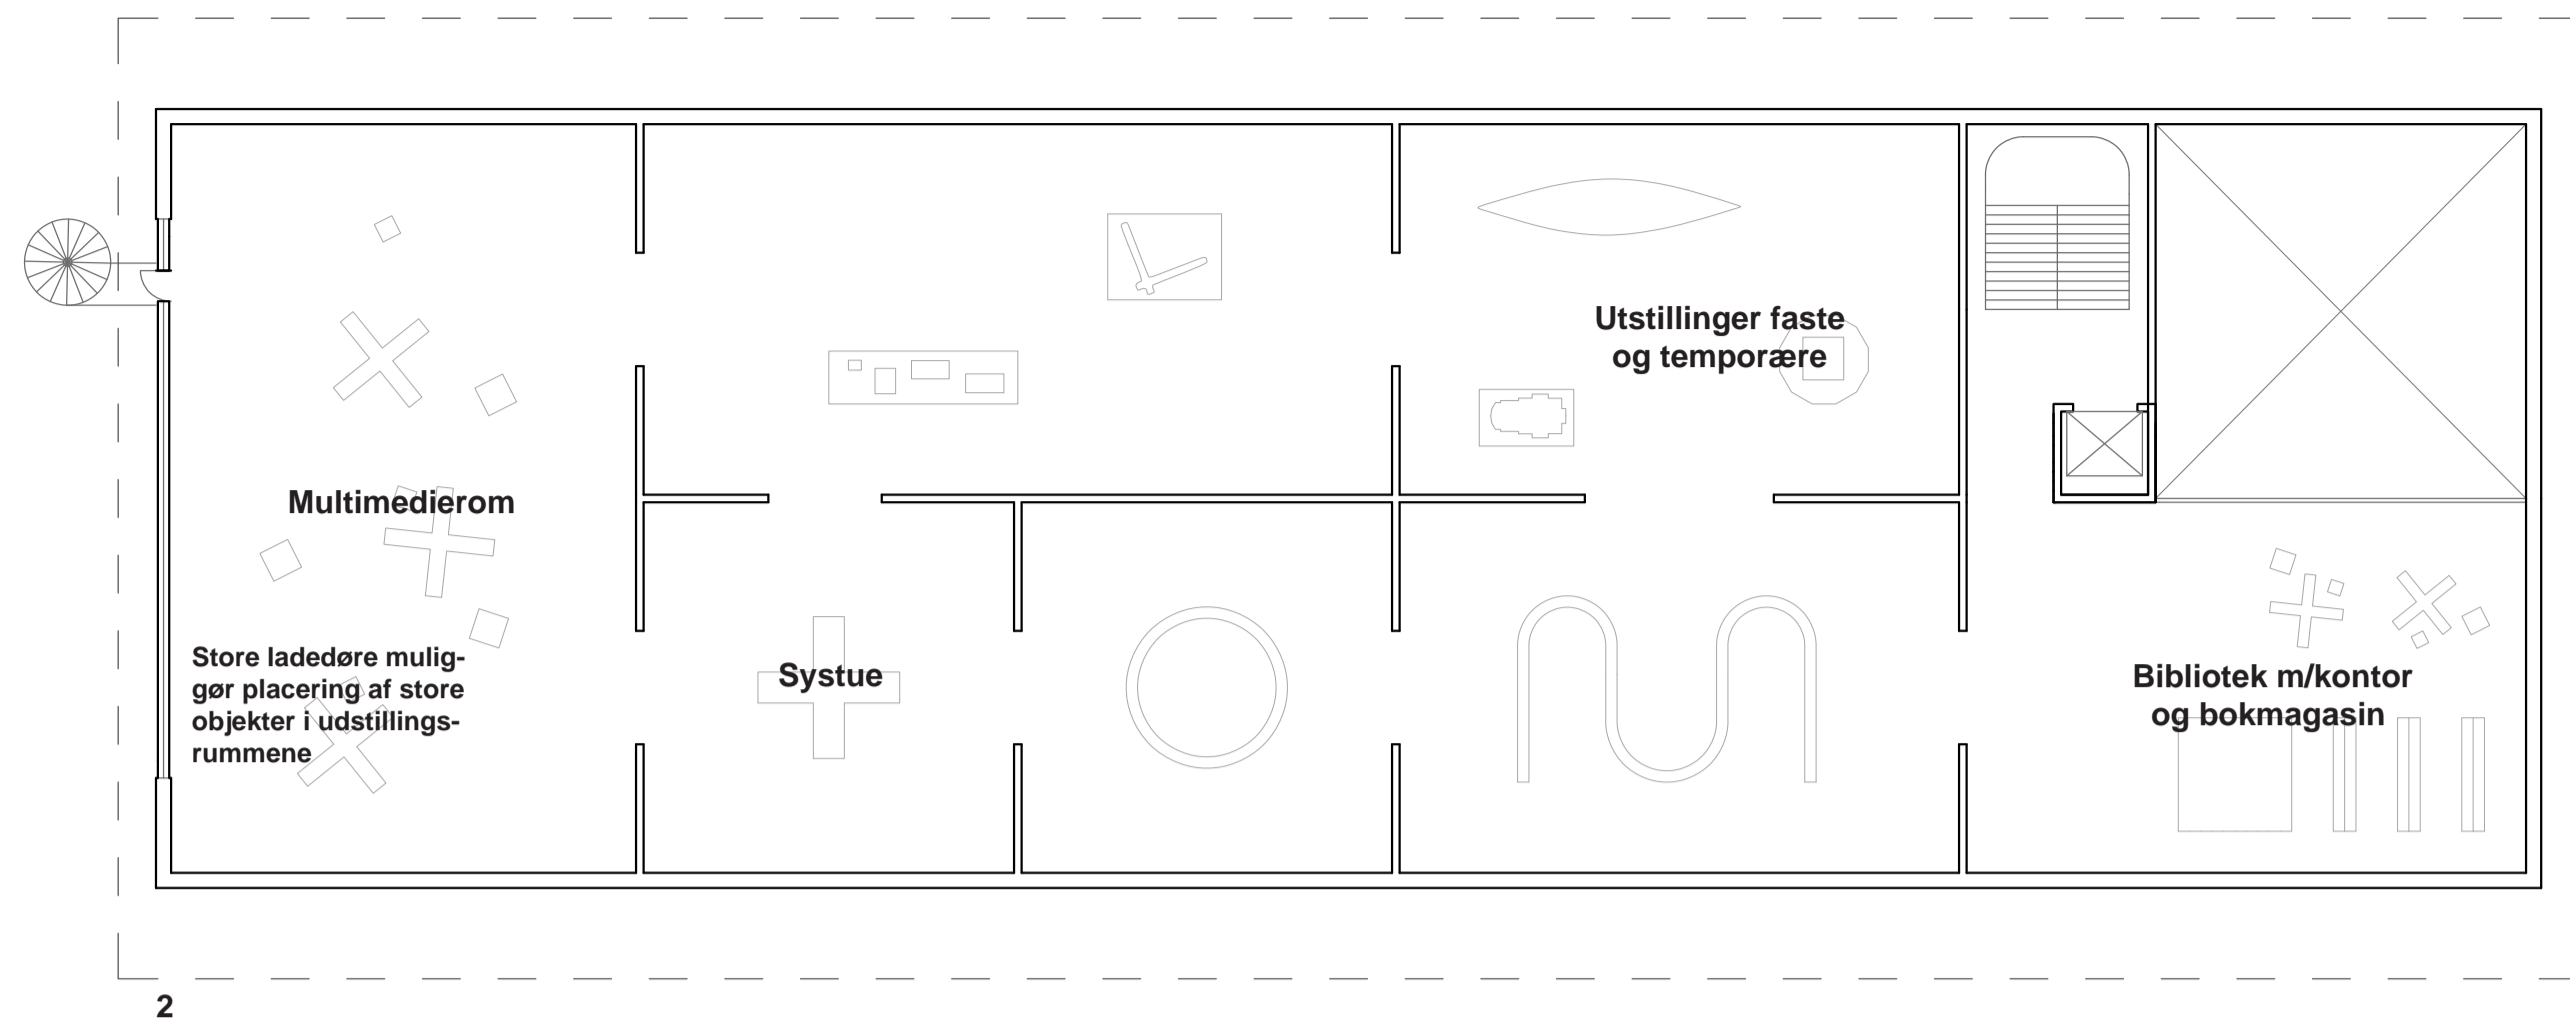 Utstillinger faste
og temporære
Multimedierom
Store ladedøre mulig-
gør placering af store
objekter i udstillings-
rummene
Systue
Bibliotek m/kontor
og bokmagasin
2